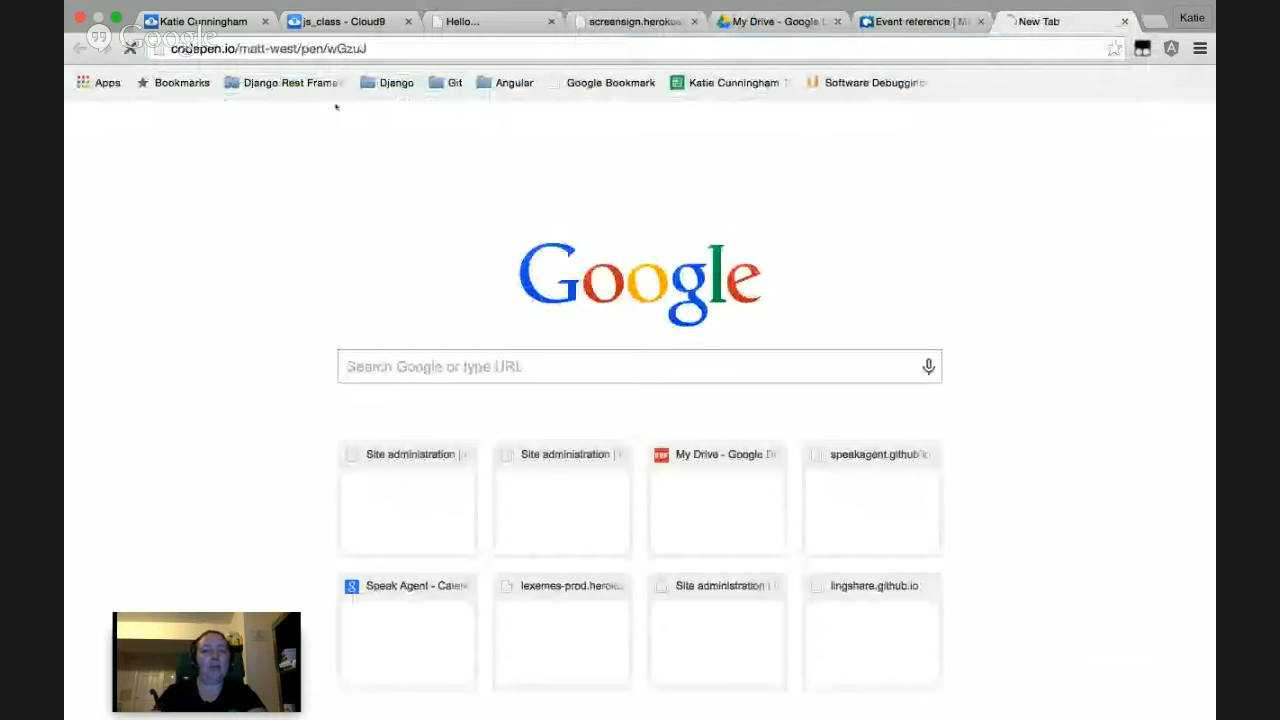 Katie Cunningham
js_class - Cloud9
Hello...
screensign.heroku
My Drive - Google D
Event reference | M
New Tab
Katie
Google
codepen.io/matt-west/pen/wGzuJ
Apps
Bookmarks
Django Rest Frame
Django
Git
Angular
Google Bookmark
Katie Cunningham
Software Debugging
Google
Search Google or type URL
Site administration |
Site administration |
My Drive - Google Dr
speakagent.github
Speak Agent - Calen
lexemes-prod.heroku...
Site administration |
lingshare.github.io